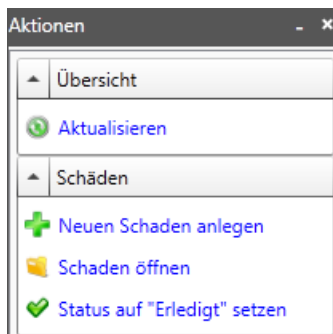 Aktionen
Übersicht
Aktualisieren
Schäden
Neuen Schaden anlegen
Schaden öffnen
Status auf "Erledigt" setzen